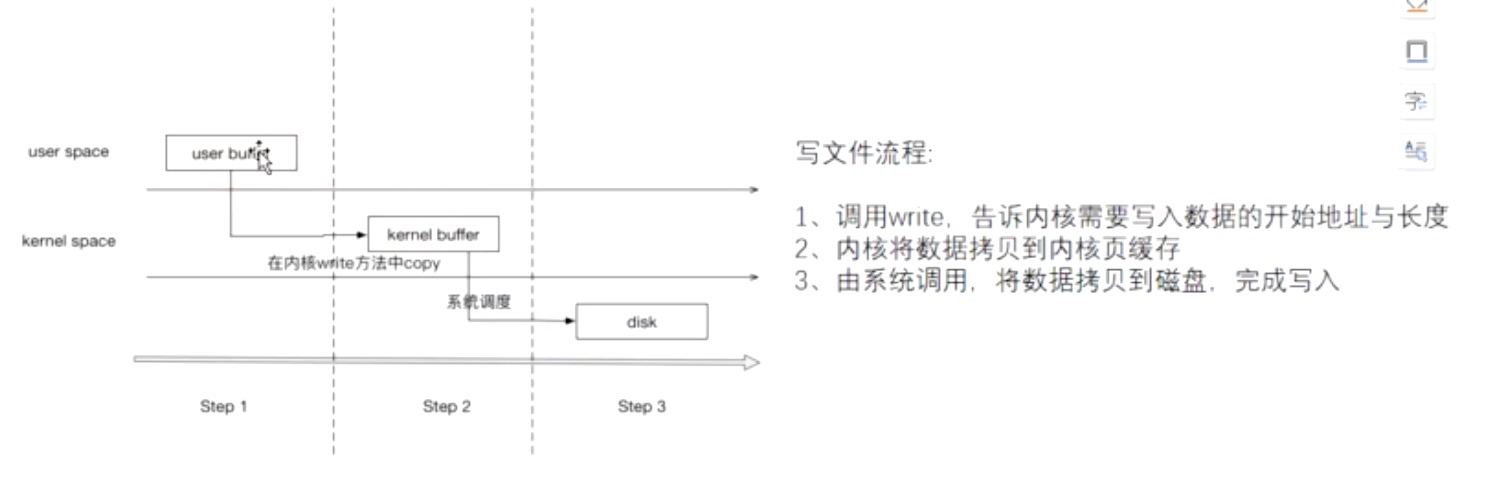 user space
user buffer
kernel space
kernel buffer
在内核write方法中copy
系统调度
disk
Step 1
Step 2
Step 3
写文件流程:
1、调用write，告诉内核需要写入数据的开始地址与长度
2、内核将数据拷贝到内核页缓存
3、由系统调用，将数据拷贝到磁盘，完成写入
字